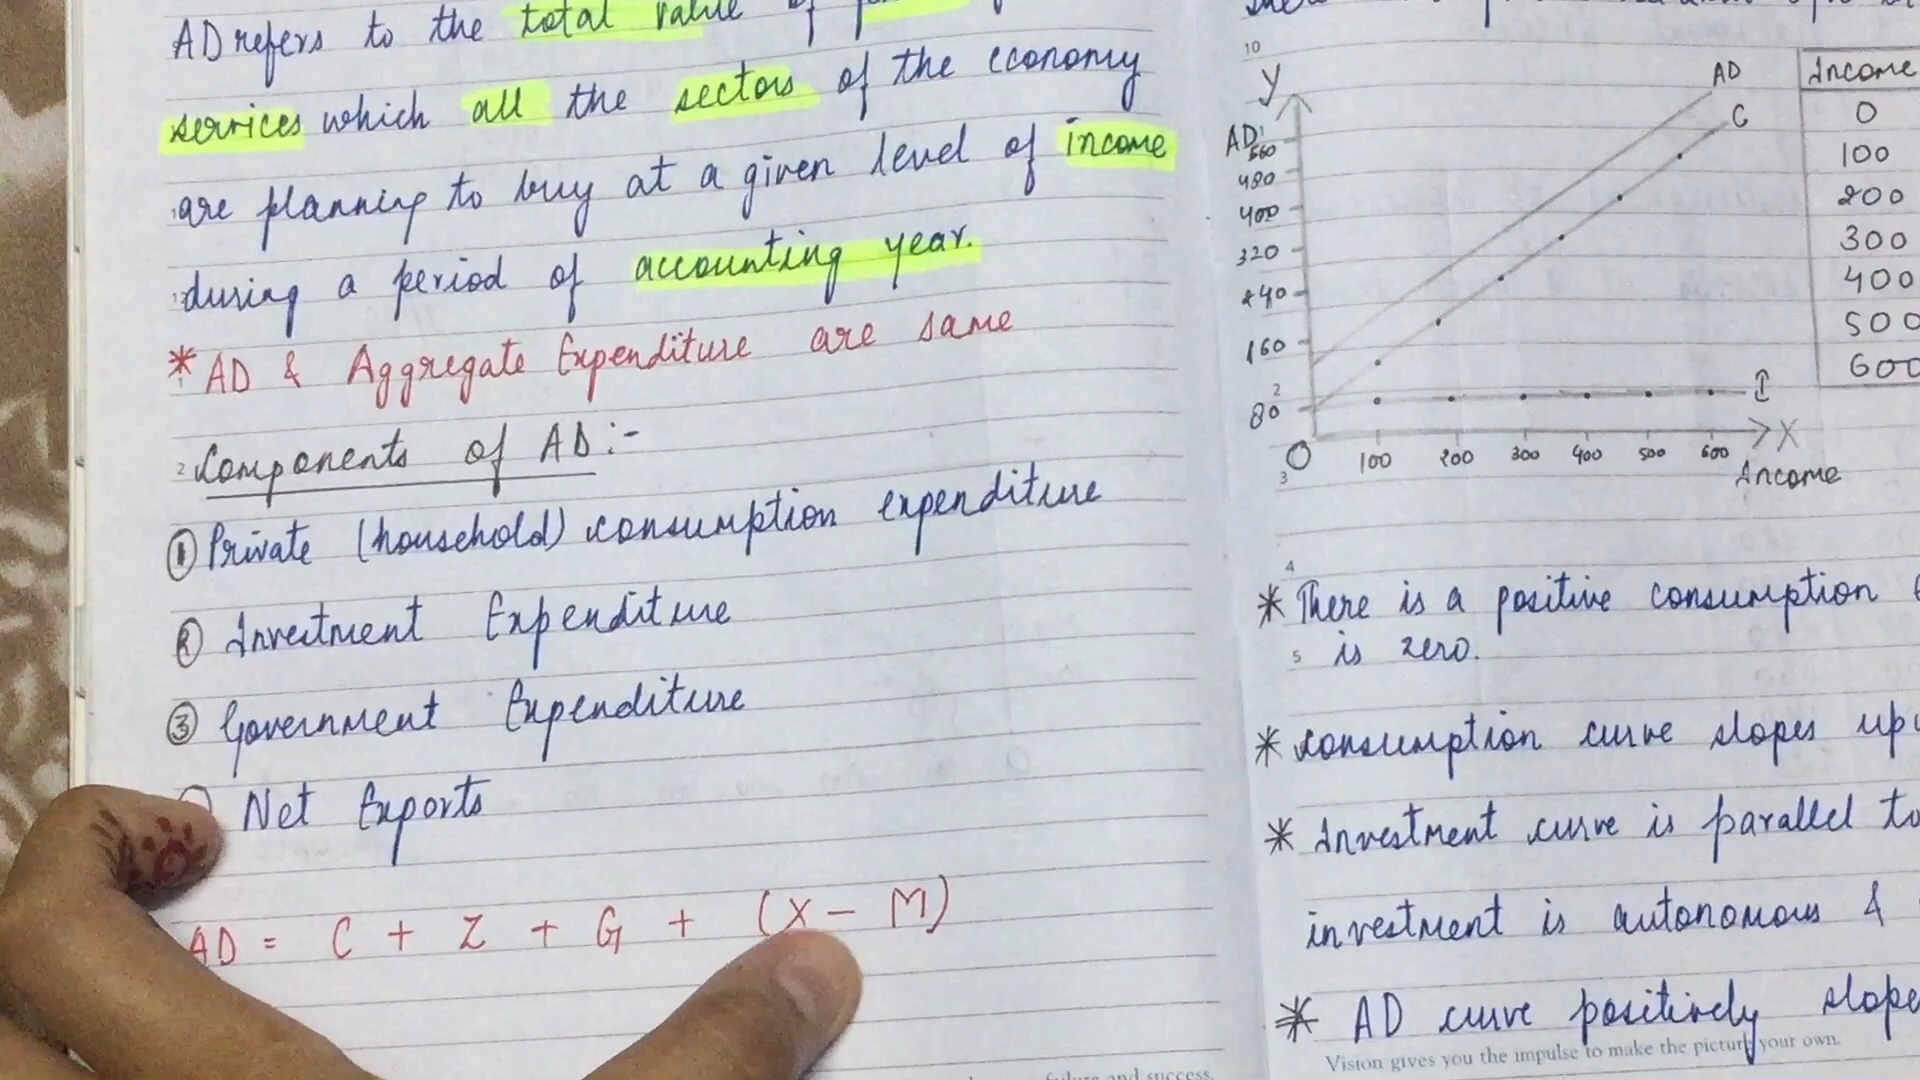 AD refers to the total value of
services which all the sectors of the economy
are planning to buy at a given level of income
during a period of accounting year.
* AD & Aggregate Expenditure are same
Components of AD:-
① Private (household) consumption expenditure
② Investment Expenditure
③ Government Expenditure
Net Exports
AD = C + I + G + (X - M)
and success.
10
Y
AD
C
AD
560
480
400
320
240
160
80
I
O
100 200 300 400 500 600
X
Income
Income
0
100
200
300
400
500
600
* There is a positive consumption
is zero.
* Consumption curve slopes
* Investment curve is parallel to
investment is autonomous &
* AD curve positively slope
Vision gives you the impulse to make the picture your own.